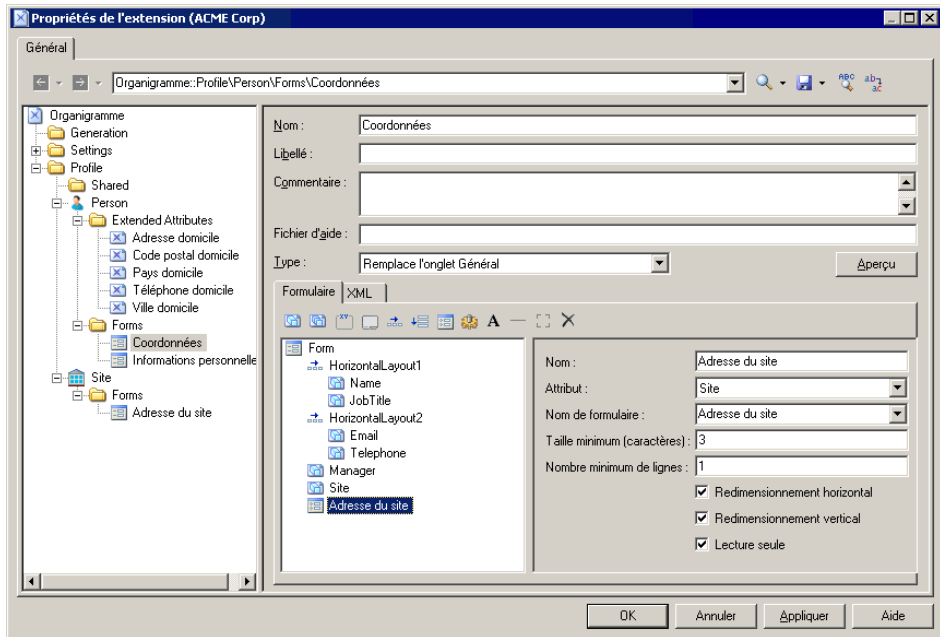 Propriétés de l'extension (ACME Corp)
Général
Organigramme::Profile\Person\Forms\Coordonnées
ABC
ab
ac
Organigramme
Generation
Settings
Profile
Shared
Person
Extended Attributes
Adresse domicile
Code postal domicile
Pays domicile
Téléphone domicile
Ville domicile
Forms
Coordonnées
Informations personnelle
Site
Forms
Adresse du site
Nom : Coordonnées
Libellé :
Commentaire :
Fichier d'aide :
Type : Remplace l'onglet Général
Aperçu
Formulaire XML
A
Form
HorizontalLayout1
Name
JobTitle
HorizontalLayout2
Email
Telephone
Manager
Site
Adresse du site
Nom : Adresse du site
Attribut : Site
Nom de formulaire : Adresse du site
Taille minimum (caractères) : 3
Nombre minimum de lignes : 1
Redimensionnement horizontal
Redimensionnement vertical
Lecture seule
OK Annuler Appliquer Aide